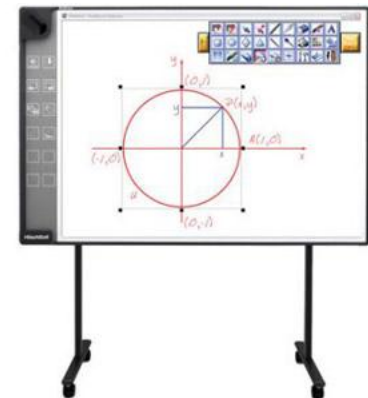 y
(0,1)
y
P(x,y)
A(1,0)
(-1,0)
x
x
u
(0,-1)